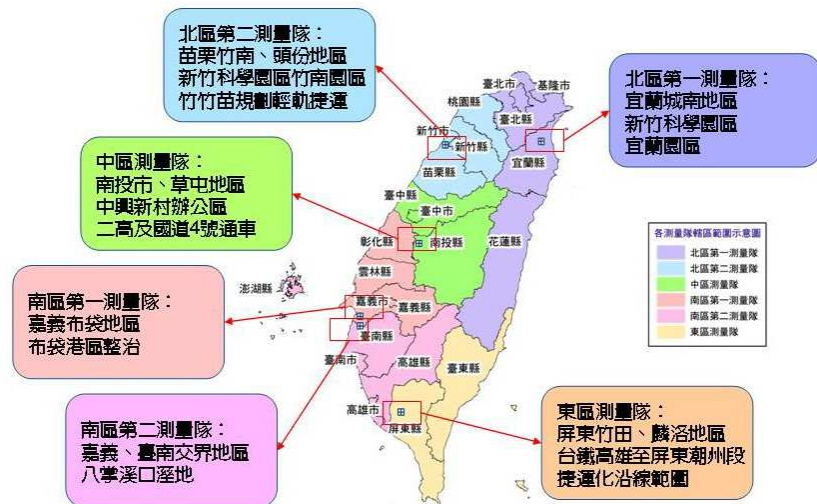 北區第二測量隊：
苗栗竹南、頭份地區
新竹科學園區竹南園區
竹竹苗規劃輕軌捷運
北區第一測量隊：
宜蘭城南地區
新竹科學園區
宜蘭園區
中區測量隊：
南投市、草屯地區
中興新村辦公區
二高及國道4號通車
南區第一測量隊：
嘉義布袋地區
布袋港區整治
南區第二測量隊：
嘉義、臺南交界地區
八掌溪口溼地
東區測量隊：
屏東竹田、麟洛地區
台鐵高雄至屏東潮州段
捷運化沿線範圍
臺北市
基隆市
桃園縣
臺北縣
新竹市
新竹縣
宜蘭縣
苗栗縣
臺中縣
臺中市
彰化縣
南投縣
花蓮縣
雲林縣
澎湖縣
嘉義市
嘉義縣
臺南縣
臺南市
高雄縣
臺東縣
高雄市
屏東縣
各測量隊轄區範圍示意圖
北區第一測量隊
北區第二測量隊
中區測量隊
南區第一測量隊
南區第二測量隊
東區測量隊